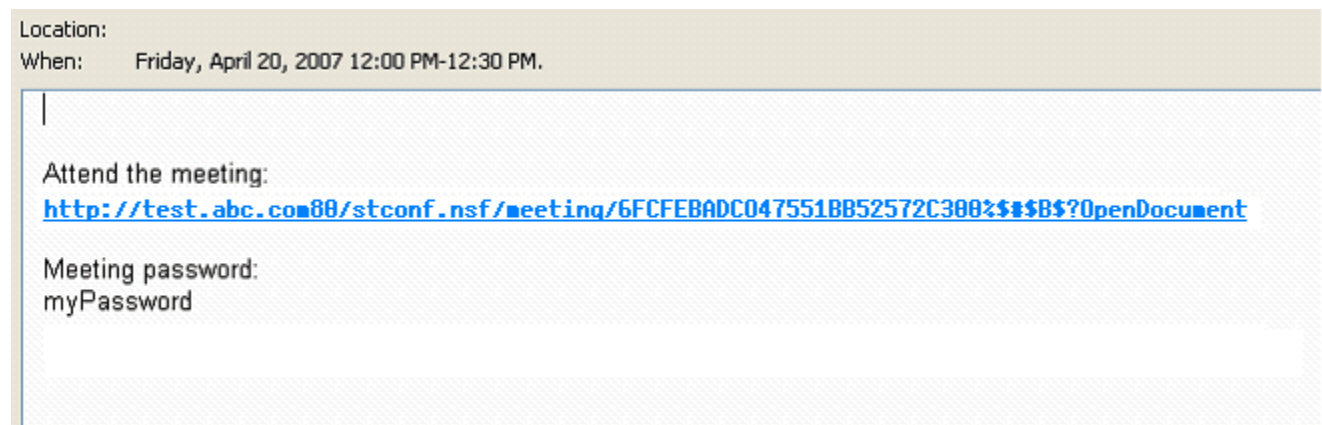 Location:
When: Friday, April 20, 2007 12:00 PM-12:30 PM.
Attend the meeting:
http://test.abc.com80/stconf.nsf/meeting/6FCFEBADC047551BB52572C300%$#$B$?OpenDocument
Meeting password:
myPassword